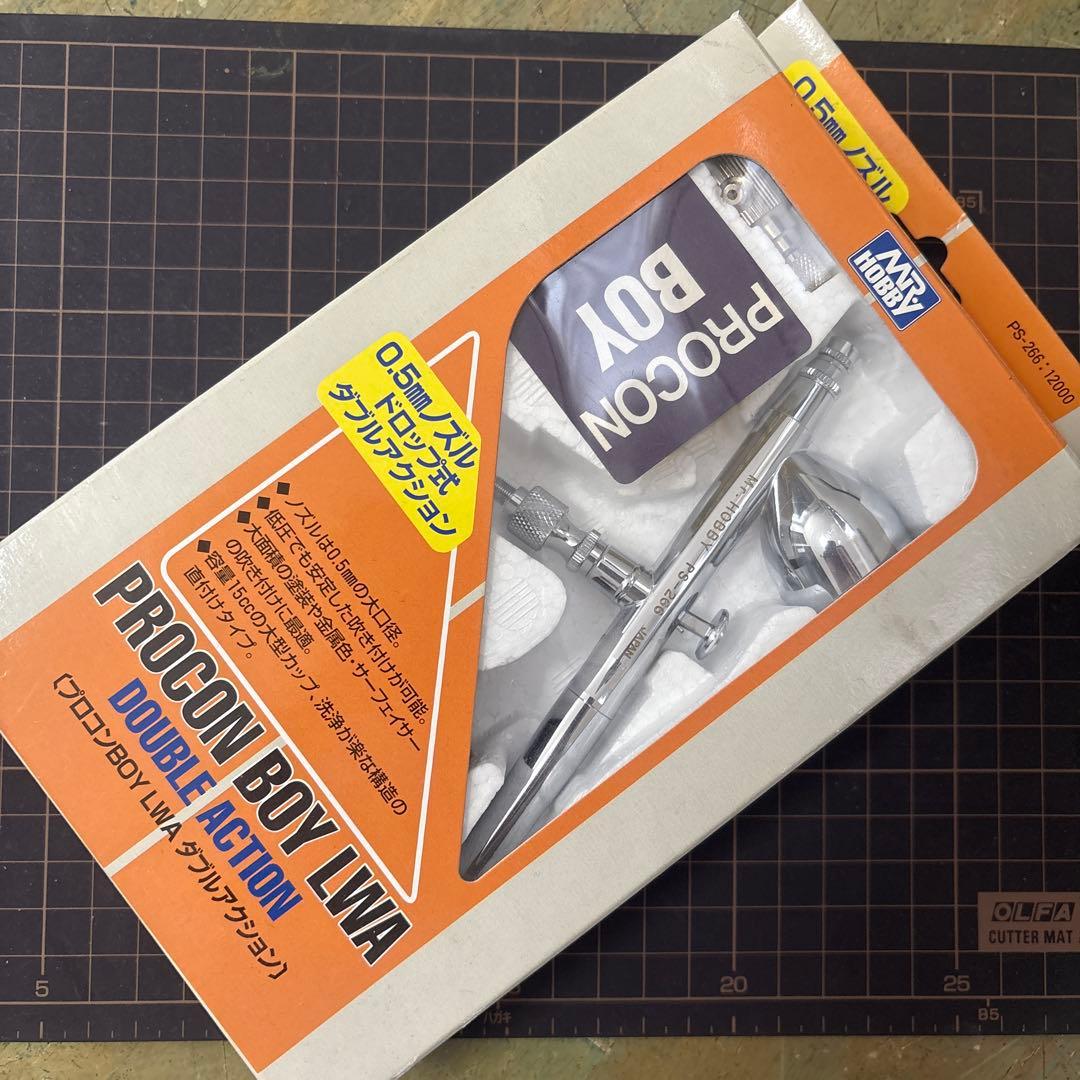 0.5㎜ノズル
PS-266:12000
MR.
HOBBY
PROCON
BOY
0.5㎜ノズル
ドロップ式
ダブルアクション
◆ノズルは0.5㎜の大口径。
◆低圧でも安定した吹き付けが可能。
◆大面積の塗装や金属色・サーフェイサー
の吹き付けに最適。
◆容量15ccの大型カップ、洗浄が楽な構造の
直付けタイプ。
Mr.HOBBY PS-266 JAPAN
PROCON BOY LWA
DOUBLE ACTION
(プロコンBOY LWA ダブルアクション)
OLFA
CUTTER MAT
5
20
25
ハガキ
B5
B5